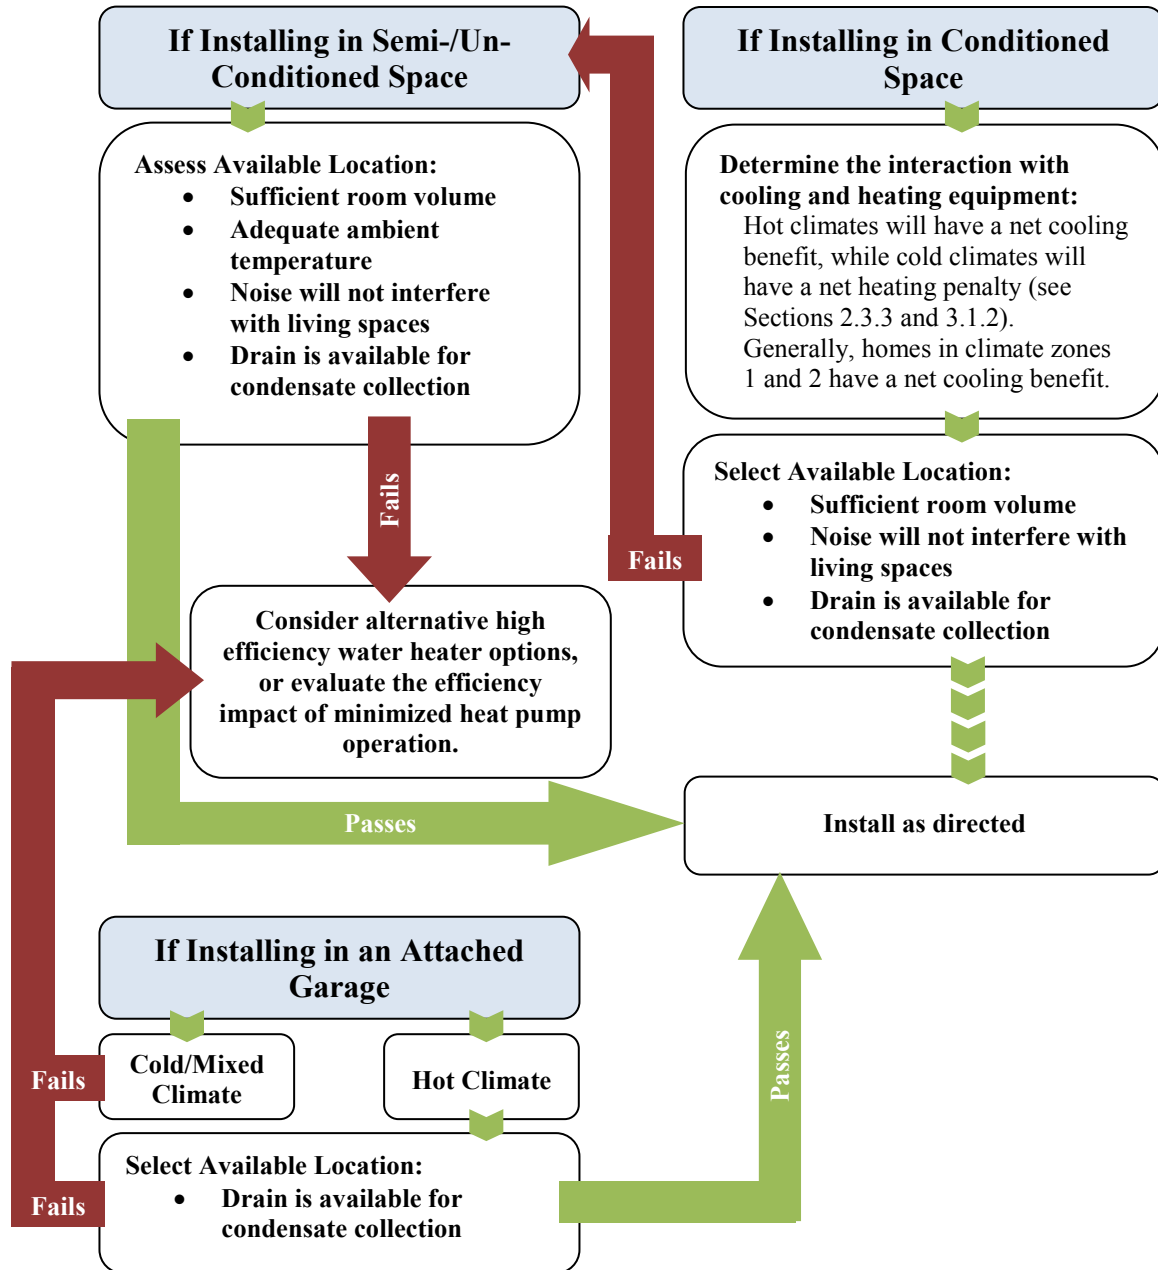 If Installing in Semi-/Un-
Conditioned Space
Assess Available Location:
• Sufficient room volume
• Adequate ambient
temperature
• Noise will not interfere
with living spaces
• Drain is available for
condensate collection
Fails
Consider alternative high
efficiency water heater options,
or evaluate the efficiency
impact of minimized heat pump
operation.
Passes
If Installing in Conditioned
Space
Determine the interaction with
cooling and heating equipment:
Hot climates will have a net cooling
benefit, while cold climates will
have a net heating penalty (see
Sections 2.3.3 and 3.1.2).
Generally, homes in climate zones
1 and 2 have a net cooling benefit.
Select Available Location:
• Sufficient room volume
• Noise will not interfere with
living spaces
• Drain is available for
condensate collection
Fails
Install as directed
If Installing in an Attached
Garage
Cold/Mixed
Climate
Fails
Hot Climate
Select Available Location:
• Drain is available for
condensate collection
Fails
Passes